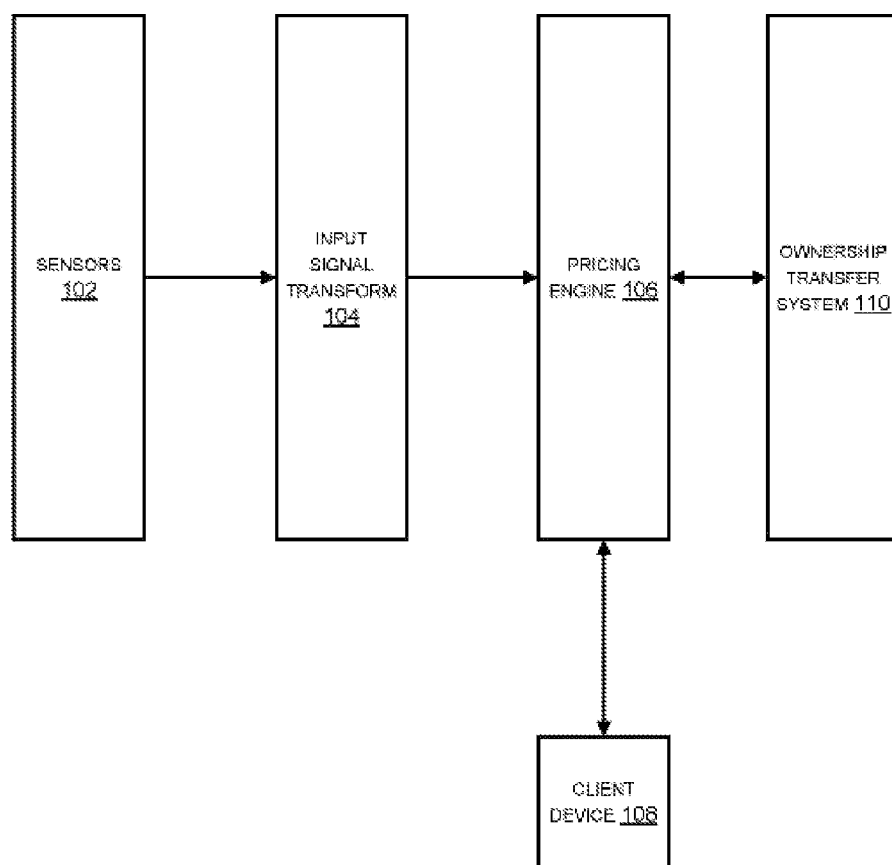 SENSORS
102
INPUT
SIGNAL
TRANSFORM
104
PRICING
ENGINE 106
OWNERSHIP
TRANSFER
SYSTEM 110
CLIENT
DEVICE 108